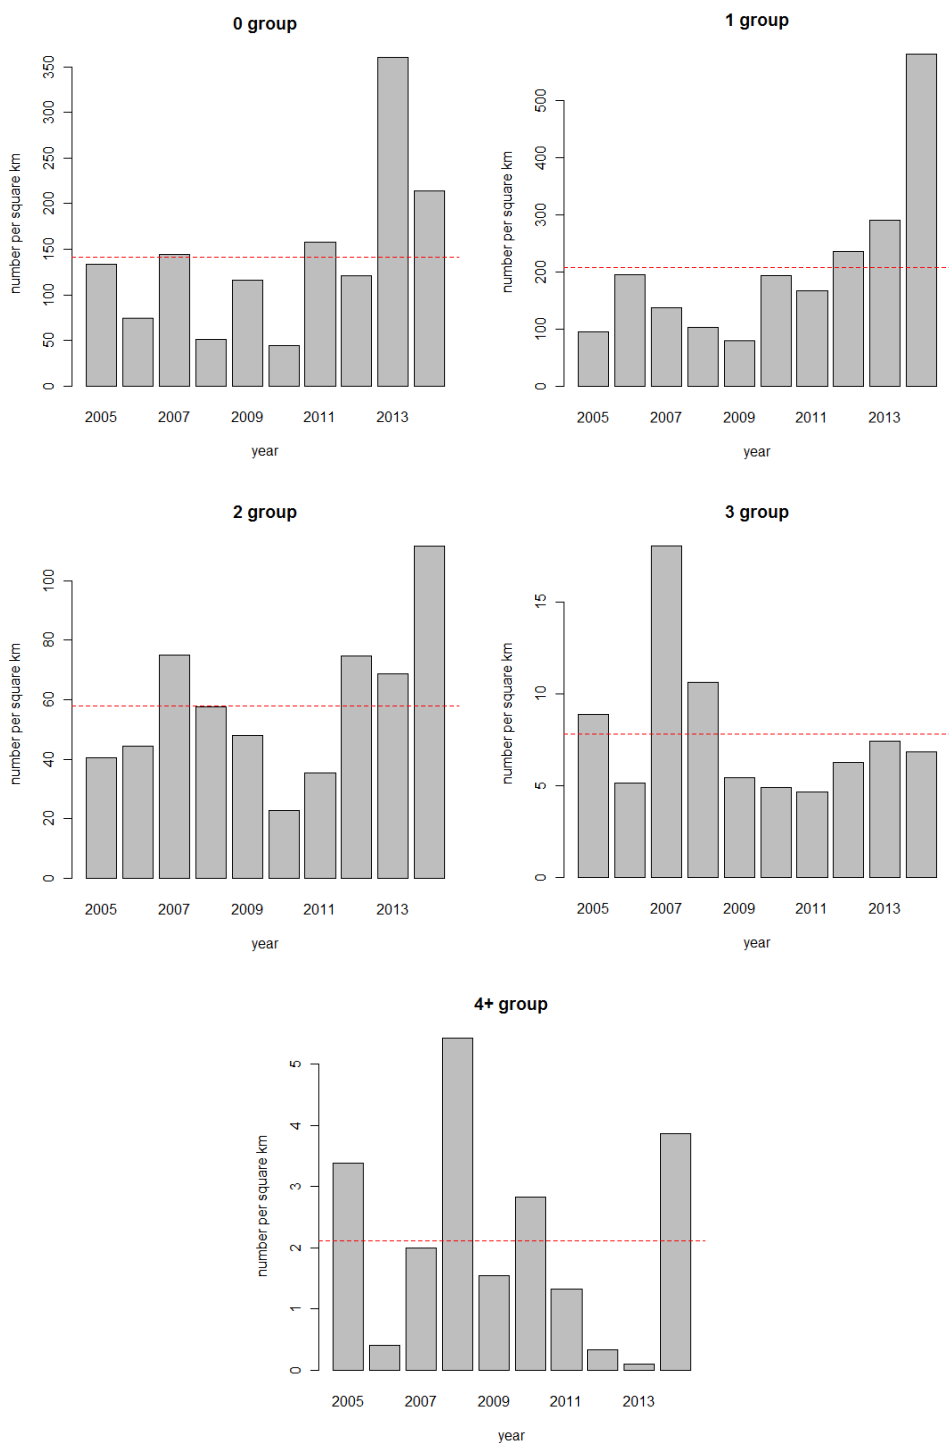 0 group
number per square km
0 50 100 150 200 250 300 350
2005 2007 2009 2011 2013
year
1 group
number per square km
0 100 200 300 400 500
2005 2007 2009 2011 2013
year
2 group
number per square km
0 20 40 60 80 100
2005 2007 2009 2011 2013
year
3 group
number per square km
0 5 10 15
2005 2007 2009 2011 2013
year
4+ group
number per square km
0 1 2 3 4 5
2005 2007 2009 2011 2013
year